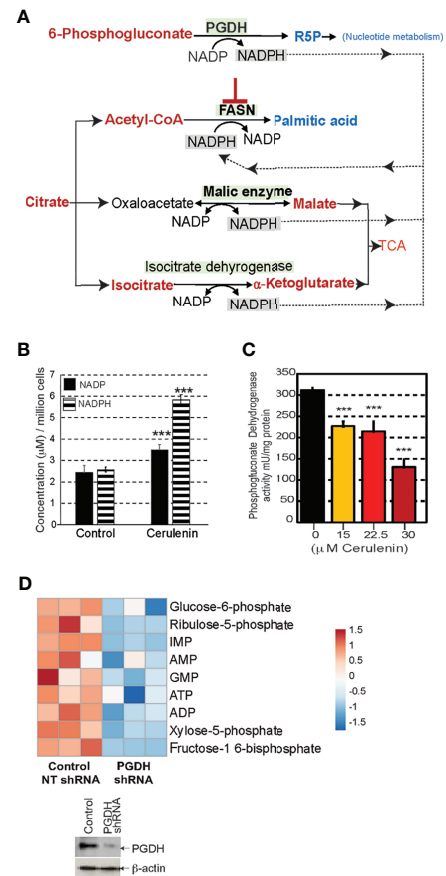 A
PGDH
6-Phosphogluconate
R5P
(Nucleotide metabolism)
NADP
NADPH
FASN
Acetyl-CoA
Palmitic acid
NADPH
NADP
Malic enzyme
Citrate
Oxaloacetate
Malate
NADP
NADPH
TCA
Isocitrate dehyrogenase
Isocitrate
α-Ketoglutarate
NADP
NADPH
B
NADP
NADPH
Concentration (μM) / million cells
7
6
5
4
3
2
1
0
***
***
Control
Cerulenin
C
Phosphogluconate Dehydrogenase
activity mU/mg protein
350
300
250
200
150
100
50
***
***
***
0
15
22.5
30
(μM Cerulenin)
D
Glucose-6-phosphate
Ribulose-5-phosphate
IMP
AMP
GMP
ATP
ADP
Xylose-5-phosphate
Fructose-1 6-bisphosphate
1.5
1
0.5
0
-0.5
-1
-1.5
Control
NT shRNA
PGDH
shRNA
Control
PGDH
shRNA
PGDH
β-actin